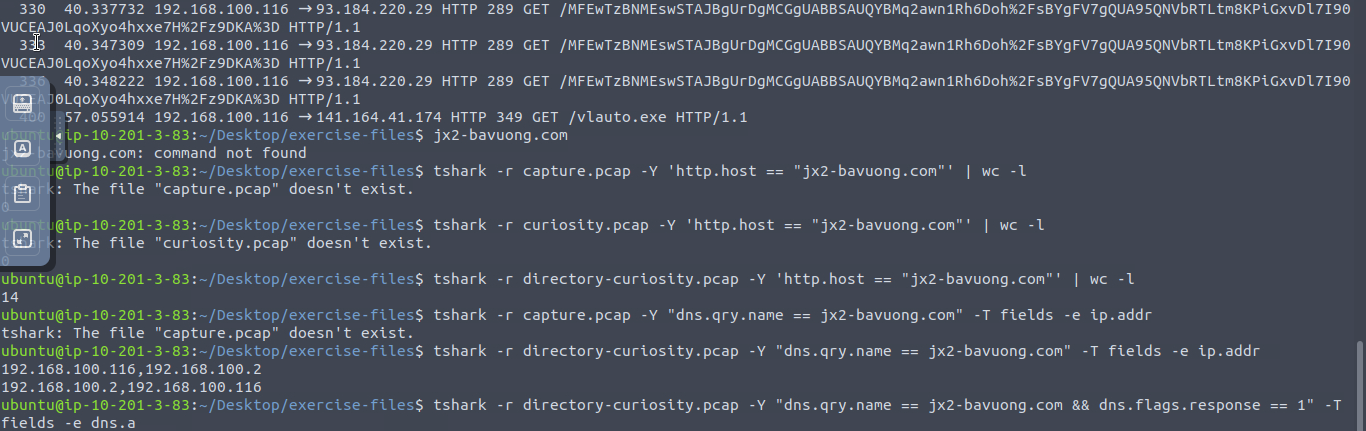 330 40.337732 192.168.100.116 → 93.184.220.29 HTTP 289 GET /MFEwTzBNMEswSTAJBgUrDgMCGgUABBSAUQYBMq2awn1Rh6Doh%2FsBYgFV7gQUA95QNVbRTLtm8KPiGxvDl7I90
VUCEAJ0LqoXyo4hxxe7H%2Fz9DKA%3D HTTP/1.1
333 40.347309 192.168.100.116 → 93.184.220.29 HTTP 289 GET /MFEwTzBNMEswSTAJBgUrDgMCGgUABBSAUQYBMq2awn1Rh6Doh%2FsBYgFV7gQUA95QNVbRTLtm8KPiGxvDl7I90
VUCEAJ0LqoXyo4hxxe7H%2Fz9DKA%3D HTTP/1.1
336 40.348222 192.168.100.116 → 93.184.220.29 HTTP 289 GET /MFEwTzBNMEswSTAJBgUrDgMCGgUABBSAUQYBMq2awn1Rh6Doh%2FsBYgFV7gQUA95QNVbRTLtm8KPiGxvDl7I90
VUCEAJ0LqoXyo4hxxe7H%2Fz9DKA%3D HTTP/1.1
57.055914 192.168.100.116 → 141.164.41.174 HTTP 349 GET /vlauto.exe HTTP/1.1
ubuntu@ip-10-201-3-83:~/Desktop/exercise-files$ jx2-bavuong.com
jx2-bavuong.com: command not found
ubuntu@ip-10-201-3-83:~/Desktop/exercise-files$ tshark -r capture.pcap -Y 'http.host == "jx2-bavuong.com"' | wc -l
tshark: The file "capture.pcap" doesn't exist.
0
ubuntu@ip-10-201-3-83:~/Desktop/exercise-files$ tshark -r curiosity.pcap -Y 'http.host == "jx2-bavuong.com"' | wc -l
tshark: The file "curiosity.pcap" doesn't exist.
0
ubuntu@ip-10-201-3-83:~/Desktop/exercise-files$ tshark -r directory-curiosity.pcap -Y 'http.host == "jx2-bavuong.com"' | wc -l
14
ubuntu@ip-10-201-3-83:~/Desktop/exercise-files$ tshark -r capture.pcap -Y "dns.qry.name == jx2-bavuong.com" -T fields -e ip.addr
tshark: The file "capture.pcap" doesn't exist.
ubuntu@ip-10-201-3-83:~/Desktop/exercise-files$ tshark -r directory-curiosity.pcap -Y "dns.qry.name == jx2-bavuong.com" -T fields -e ip.addr
192.168.100.116,192.168.100.2
192.168.100.2,192.168.100.116
ubuntu@ip-10-201-3-83:~/Desktop/exercise-files$ tshark -r directory-curiosity.pcap -Y "dns.qry.name == jx2-bavuong.com && dns.flags.response == 1" -T
fields -e dns.a